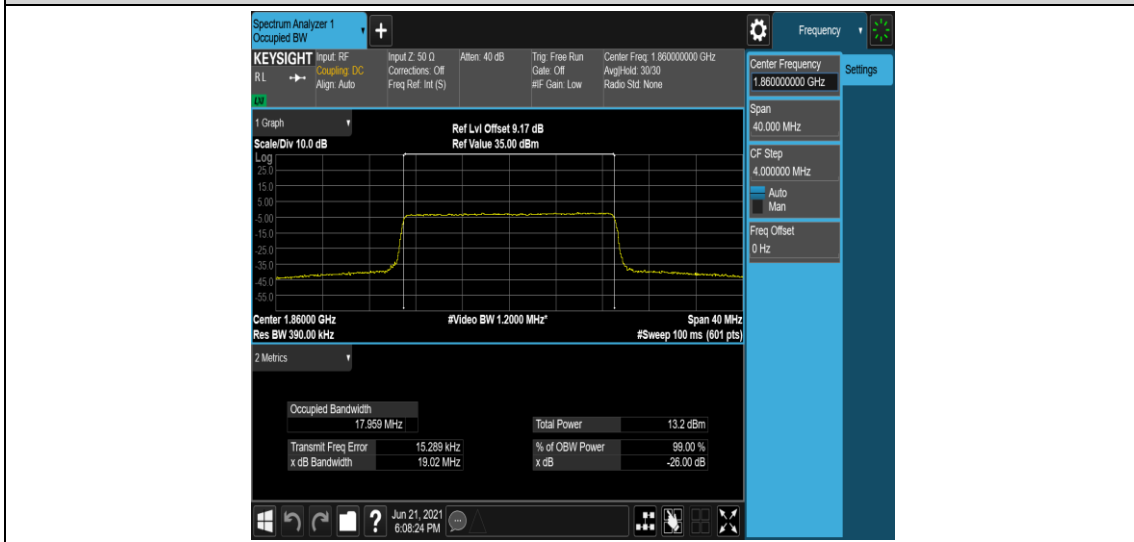 Spectrum Analyzer 1
Occupied BW
+
Frequency
KEYSIGHT
RL
Input: RF
Coupling: DC
Align: Auto
Input Z: 50 Ω
Corrections: Off
Freq Ref: Int (S)
Atten: 40 dB
Trig: Free Run
Gate: Off
#IF Gain: Low
Center Freq: 1.860000000 GHz
Avg|Hold: 30/30
Radio Std: None
Center Frequency
1.860000000 GHz
Settings
Span
40.000 MHz
CF Step
4.000000 MHz
Auto
Man
Freq Offset
0 Hz
1 Graph
Scale/Div 10.0 dB
Ref Lvl Offset 9.17 dB
Ref Value 35.00 dBm
Log
25.0
15.0
5.00
-5.00
-15.0
-25.0
-35.0
-45.0
-55.0
Center 1.86000 GHz
#Video BW 1.2000 MHz*
Span 40 MHz
Res BW 390.00 kHz
#Sweep 100 ms (601 pts)
2 Metrics
Occupied Bandwidth
17.959 MHz
Total Power 13.2 dBm
Transmit Freq Error 15.289 kHz
% of OBW Power 99.00 %
x dB Bandwidth 19.02 MHz
x dB -26.00 dB
?
Jun 21, 2021
6:08:24 PM